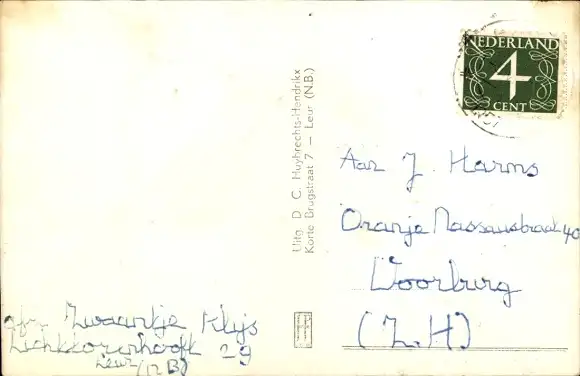 NEDERLAND
4
CENT
Uitg. D. C. Huybrechts-Hendrikx
Korte Brugstraat 7 — Leur (N.B.)
Aan J. Harms
Oranje Nassaustraat 40
Voorburg
(Z.H)
afz. Zwaantje Klijs
29
Leur (N.B)